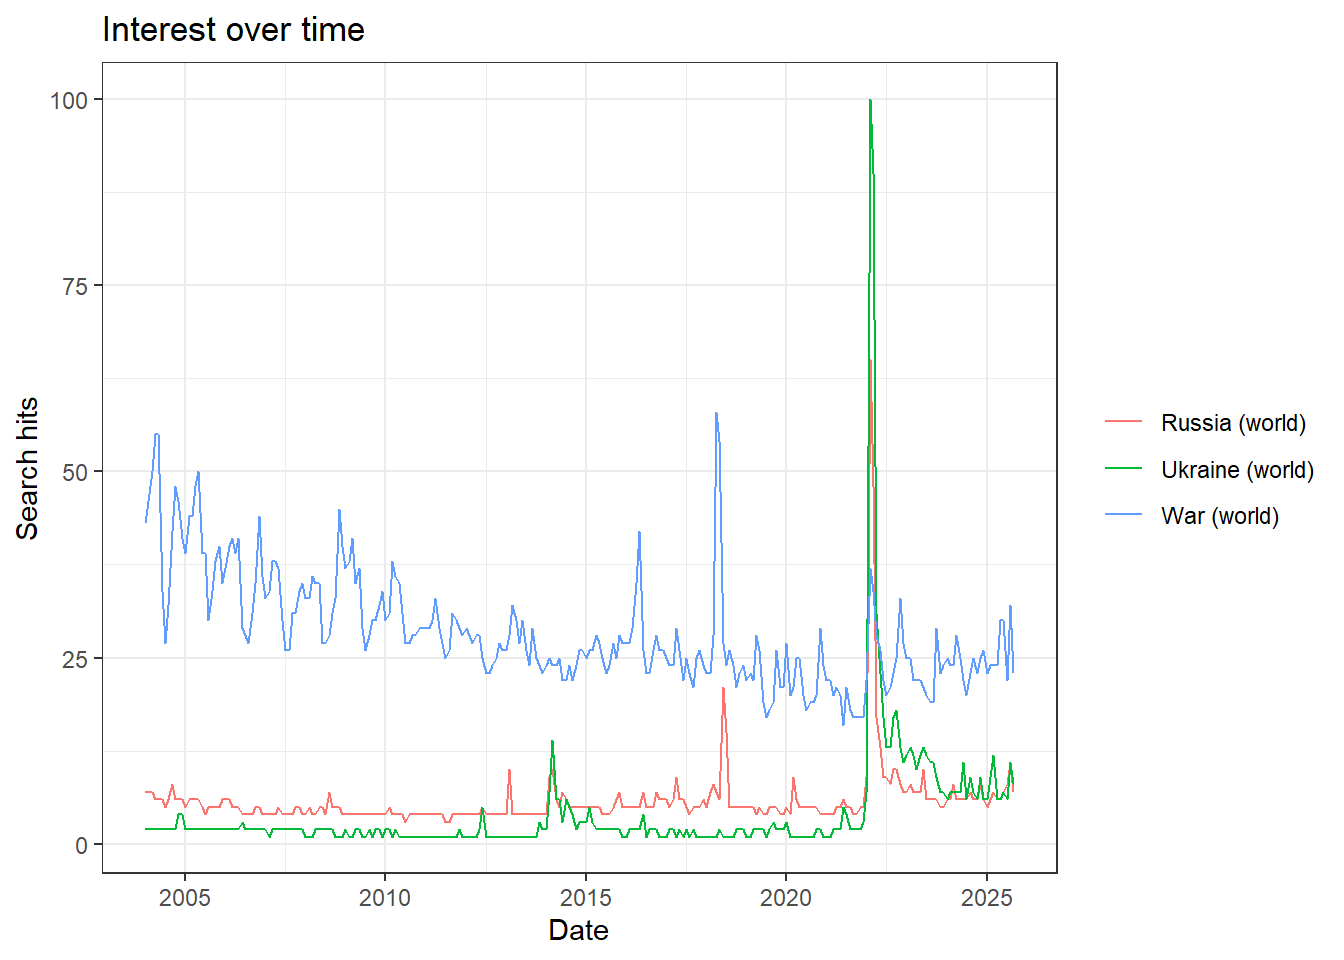 Interest over time
100
75
50
25
0
Search hits
2005 2010 2015 2020 2025
Date
Russia (world)
Ukraine (world)
War (world)